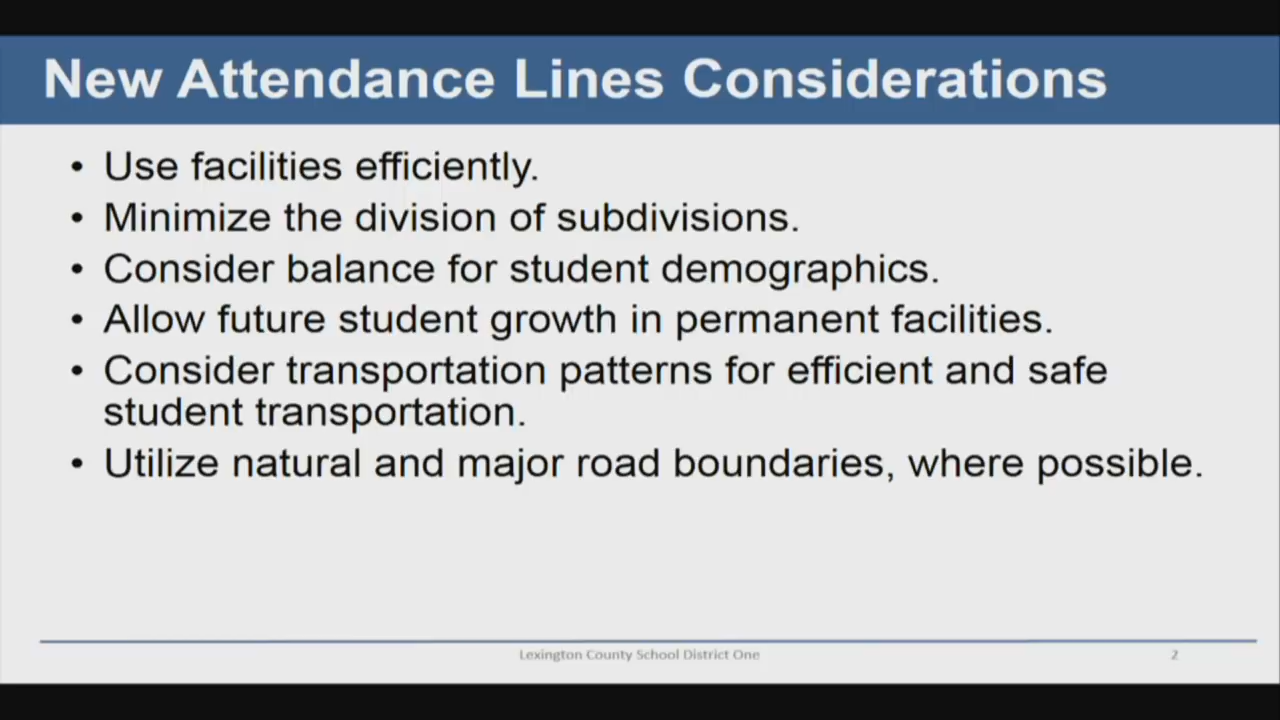 New Attendance Lines Considerations
• Use facilities efficiently.
• Minimize the division of subdivisions.
• Consider balance for student demographics.
• Allow future student growth in permanent facilities.
• Consider transportation patterns for efficient and safe
student transportation.
• Utilize natural and major road boundaries, where possible.
Lexington County School District One 2